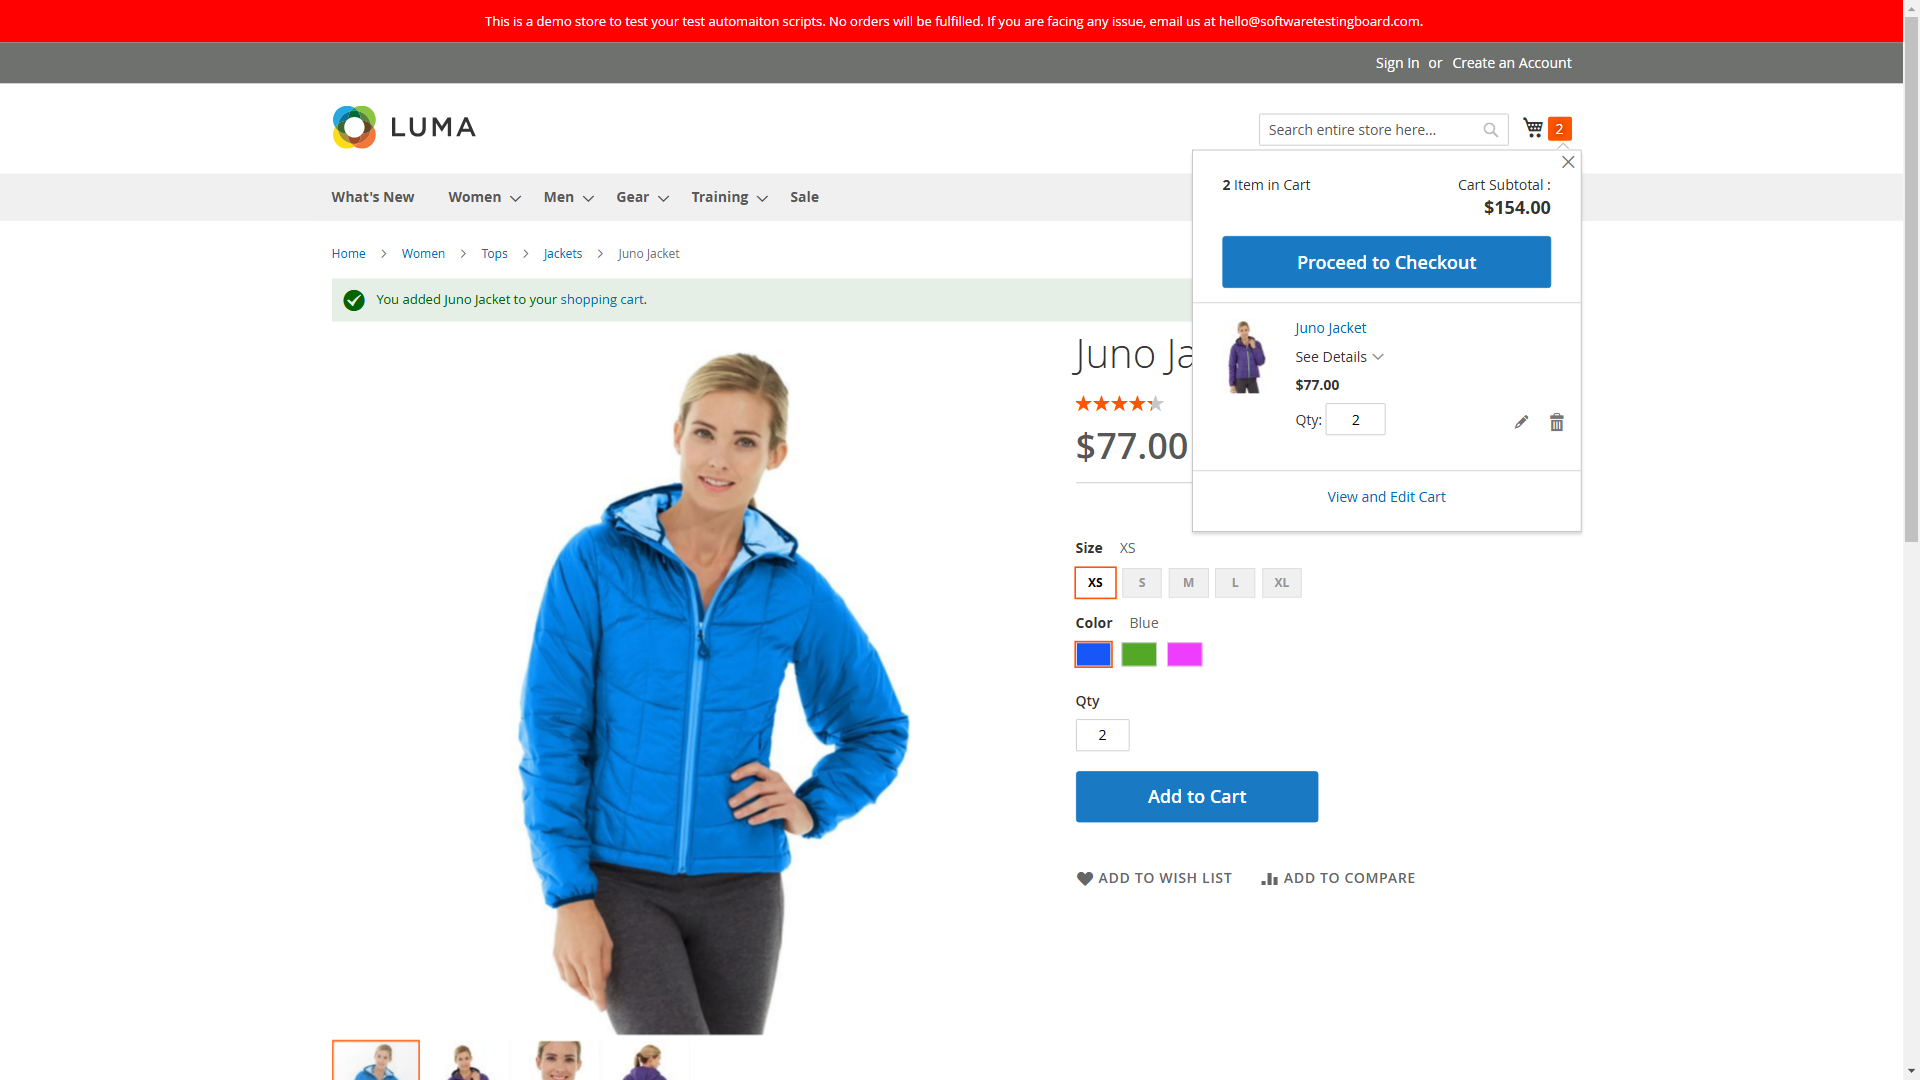 This is a demo store to test your test automaiton scripts. No orders will be fulfilled. If you are facing any issue, email us at hello@softwaretestingboard.com.
Sign In or Create an Account
LUMA
Search entire store here...
2
2 Item in Cart
Cart Subtotal :
$154.00
Proceed to Checkout
Juno Jacket
See Details
$77.00
Qty: 2
View and Edit Cart
What's New Women Men Gear Training Sale
Home Women Tops Jackets Juno Jacket
You added Juno Jacket to your shopping cart.
Juno Ja
$77.00
Size XS
XS S M L XL
Color Blue
Qty
2
Add to Cart
ADD TO WISH LIST ADD TO COMPARE